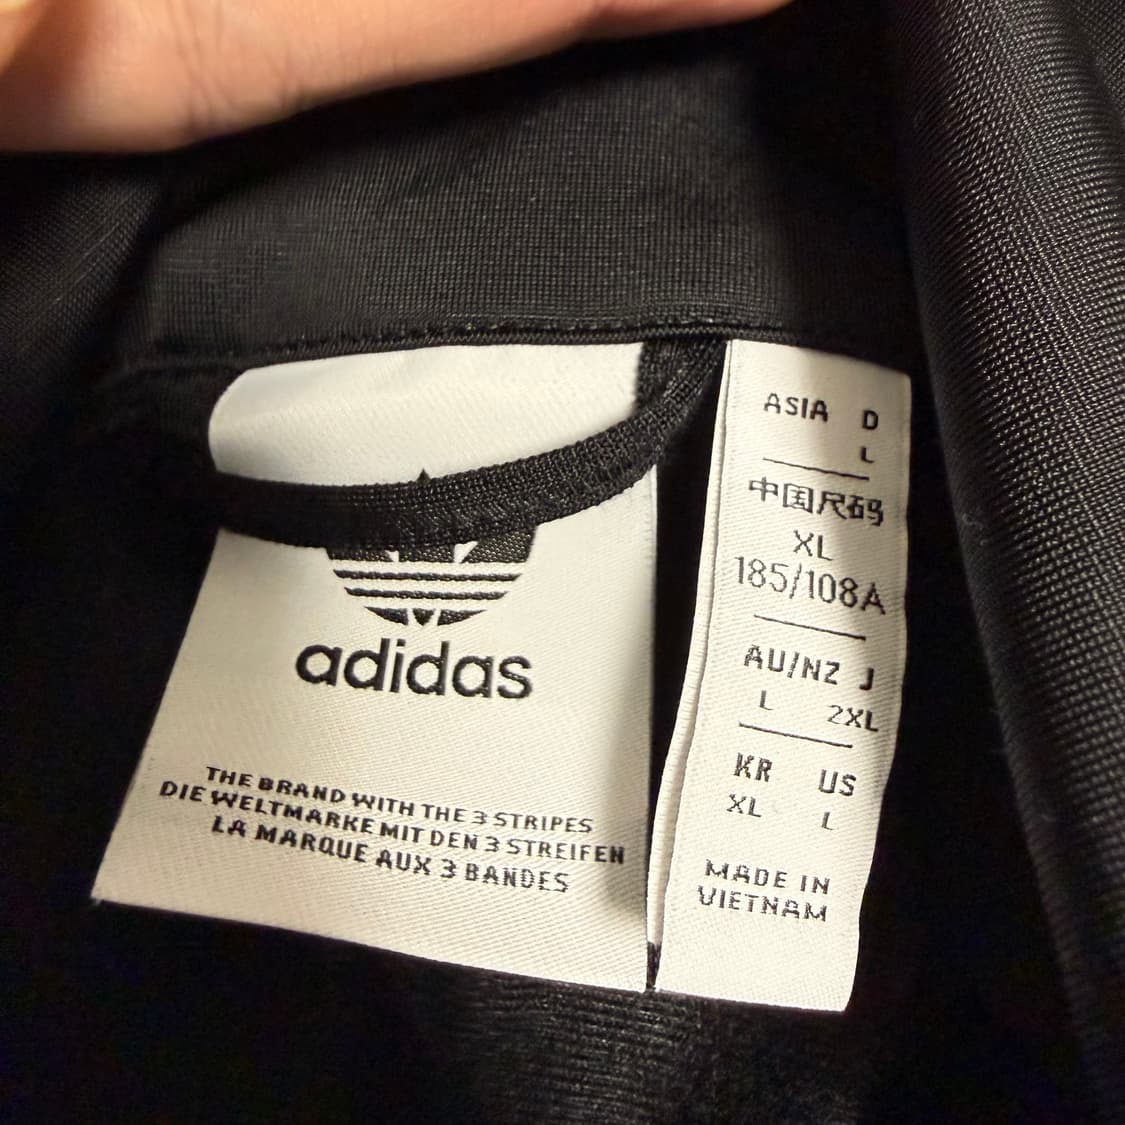 adidas
THE BRAND WITH THE 3 STRIPES
DIE WELTMARKE MIT DEN 3 STREIFEN
LA MARQUE AUX 3 BANDES
ASIA D
L
中国尺码
XL
185/108A
AU/NZ J
L 2XL
KR US
XL L
MADE IN
VIETNAM